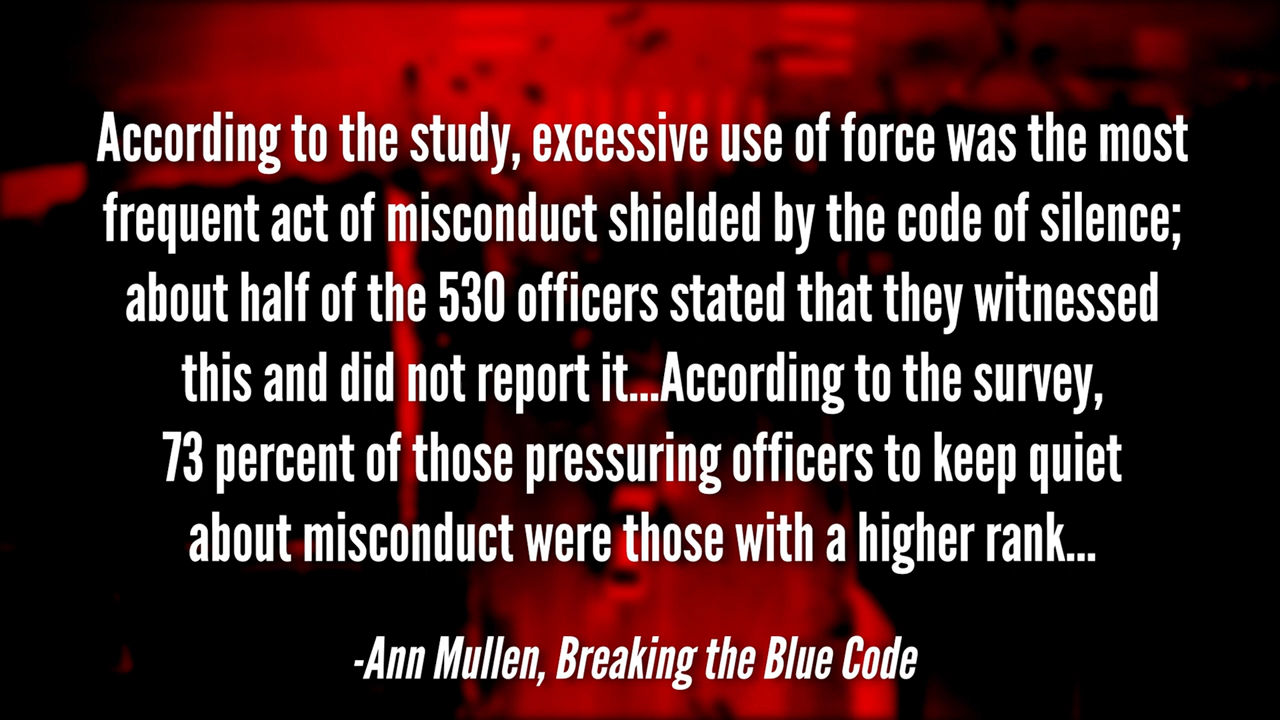 According to the study, excessive use of force was the most
frequent act of misconduct shielded by the code of silence;
about half of the 530 officers stated that they witnessed
this and did not report it...According to the survey,
73 percent of those pressuring officers to keep quiet
about misconduct were those with a higher rank...
-Ann Mullen, Breaking the Blue Code